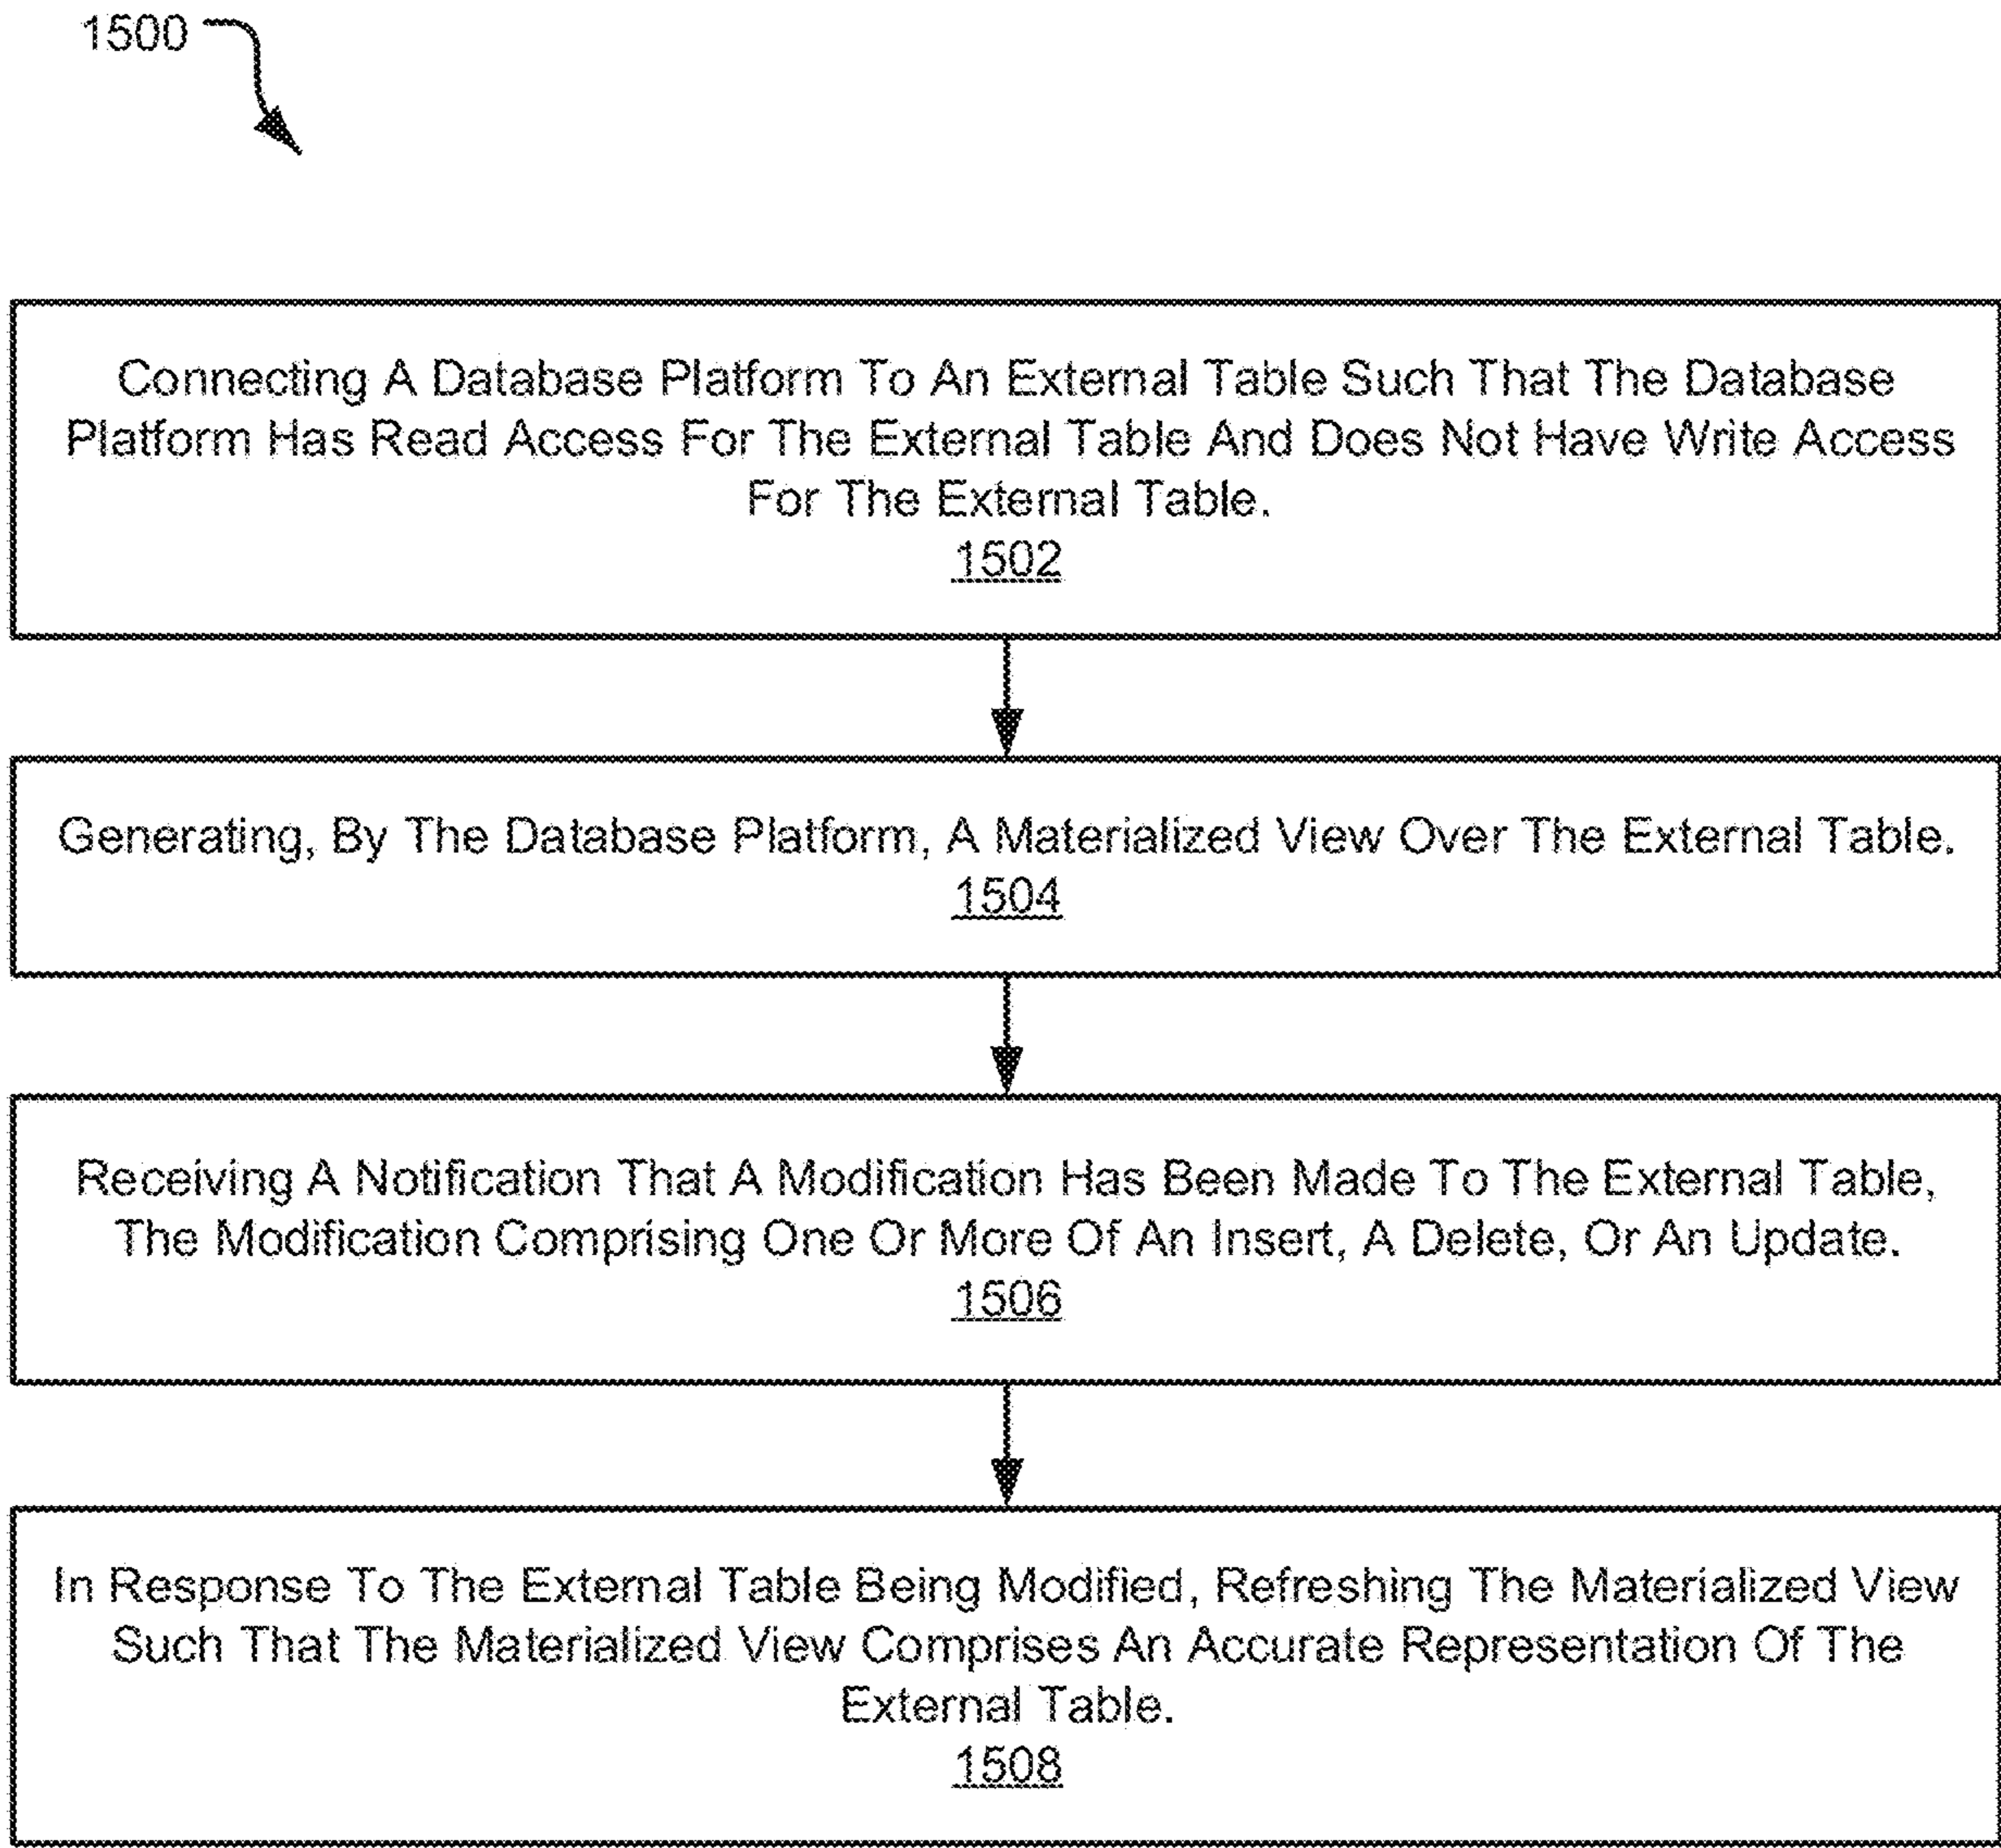 1500
Connecting A Database Platform To An External Table Such That The Database
Platform Has Read Access For The External Table And Does Not Have Write Access
For The External Table.
1502
Generating, By The Database Platform, A Materialized View Over The External Table.
1504
Receiving A Notification That A Modification Has Been Made To The External Table,
The Modification Comprising One Or More Of An Insert, A Delete, Or An Update.
1506
In Response To The External Table Being Modified, Refreshing The Materialized View
Such That The Materialized View Comprises An Accurate Representation Of The
External Table.
1508